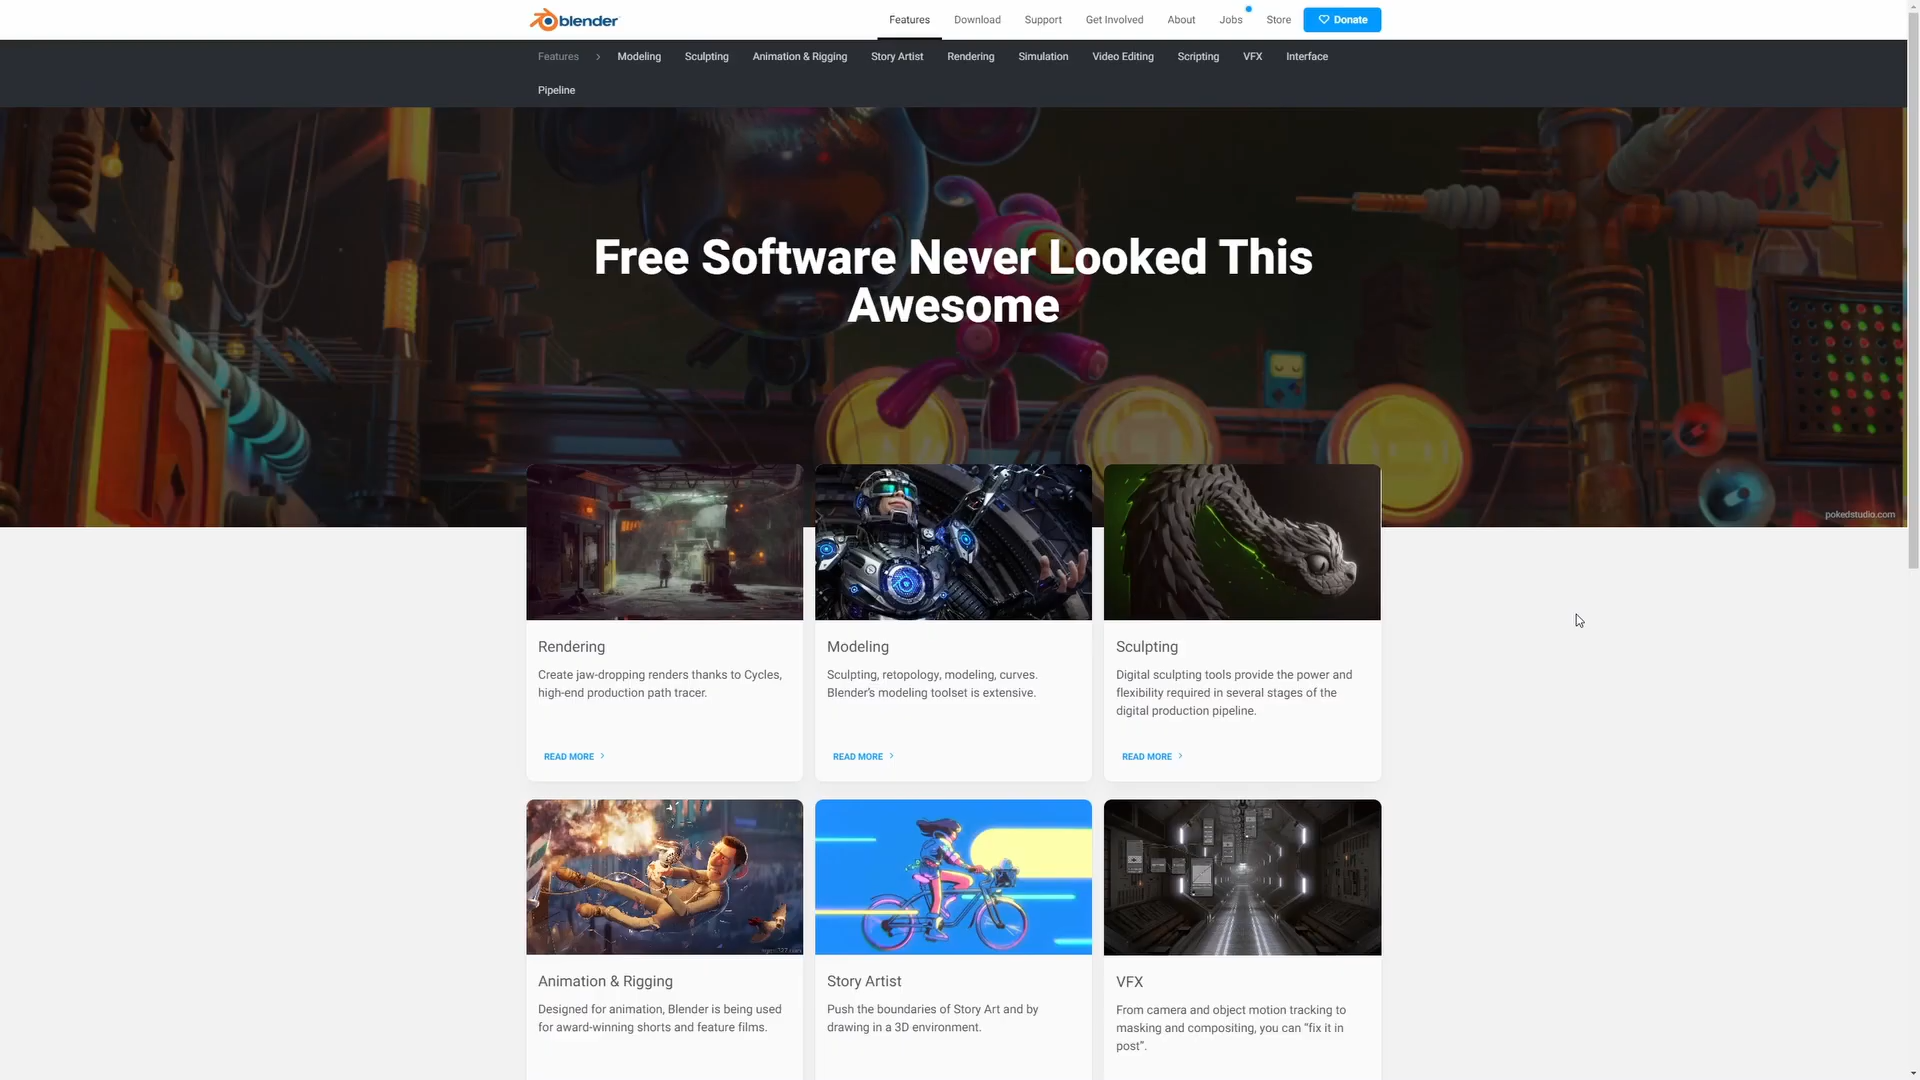 blender
Features Download Support Get Involved About Jobs Store Donate
Features Modeling Sculpting Animation & Rigging Story Artist Rendering Simulation Video Editing Scripting VFX Interface
Pipeline
Free Software Never Looked This
Awesome
pokedstudio.com
Rendering
Create jaw-dropping renders thanks to Cycles,
high-end production path tracer.
READ MORE
Modeling
Sculpting, retopology, modeling, curves.
Blender's modeling toolset is extensive.
READ MORE
Sculpting
Digital sculpting tools provide the power and
flexibility required in several stages of the
digital production pipeline.
READ MORE
Animation & Rigging
Designed for animation, Blender is being used
for award-winning shorts and feature films.
Story Artist
Push the boundaries of Story Art and by
drawing in a 3D environment.
VFX
From camera and object motion tracking to
masking and compositing, you can “fix it in
post”.